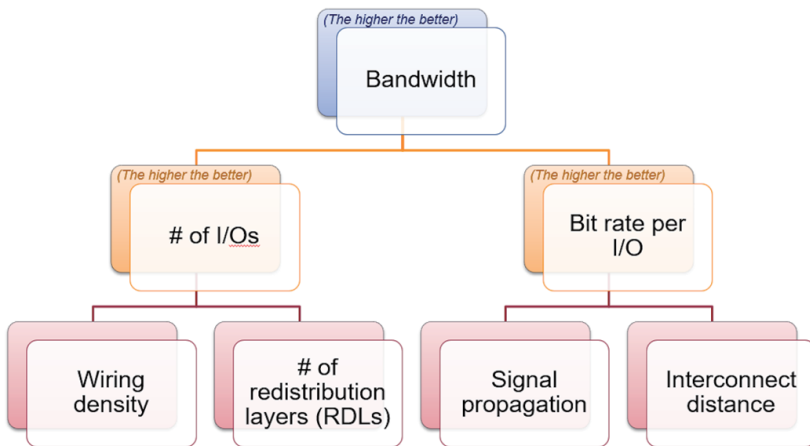 (The higher the better)
Bandwidth
(The higher the better)
# of I/Os
(The higher the better)
Bit rate per
I/O
Wiring
density
# of
redistribution
layers (RDLs)
Signal
propagation
Interconnect
distance